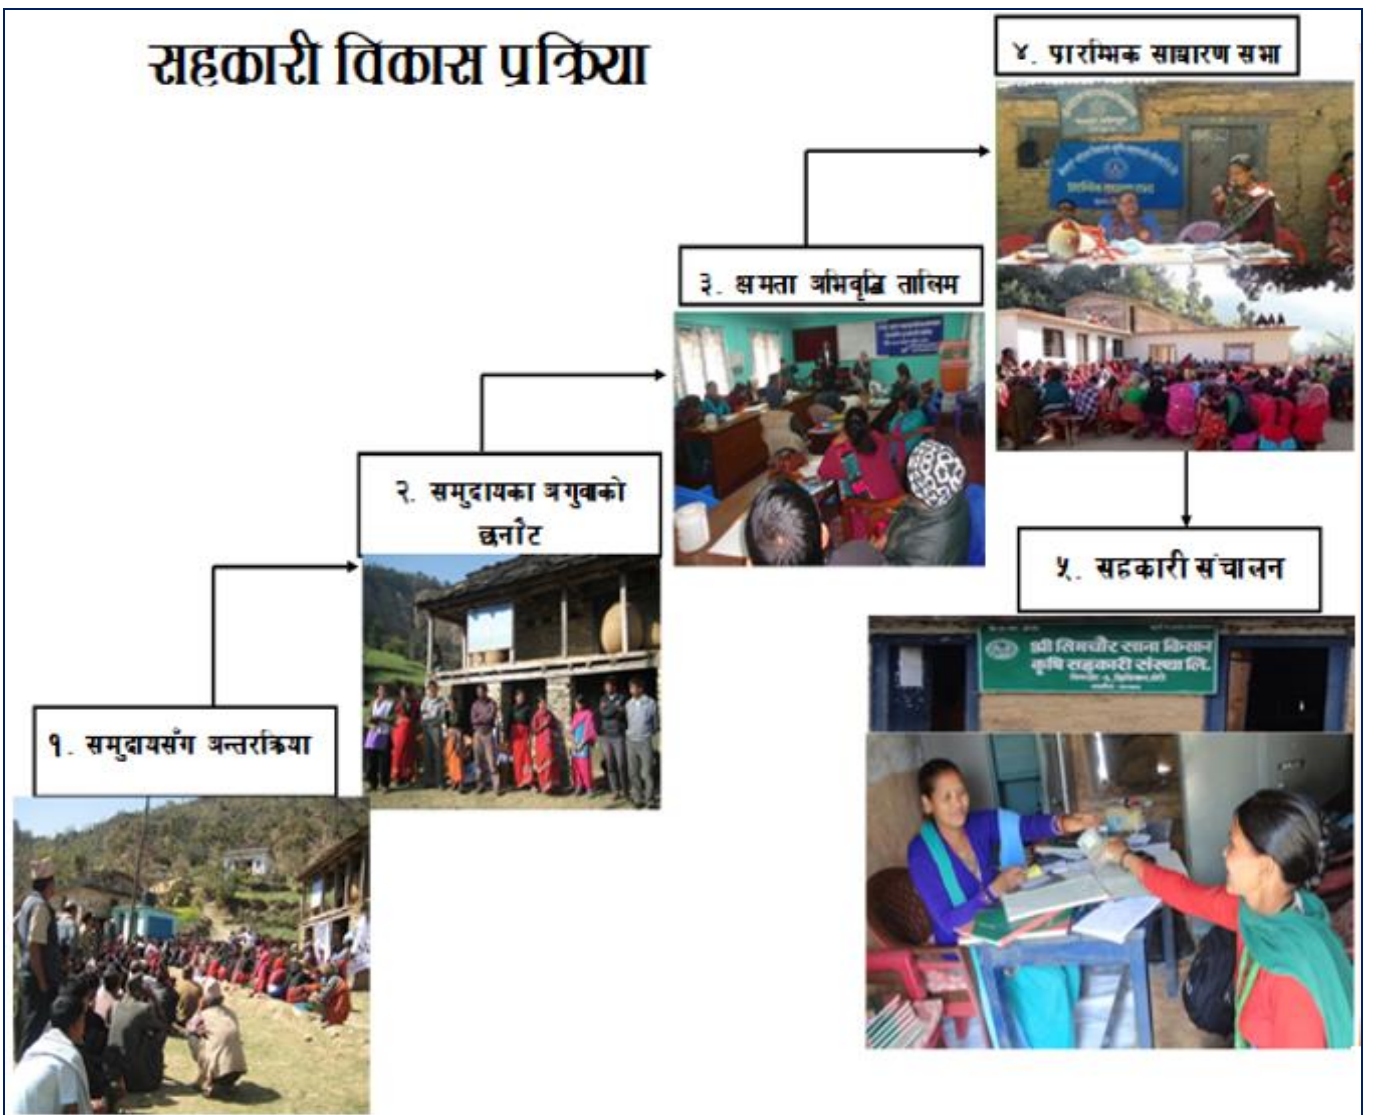 सहकारी विकास प्रक्रिया
१. समुदायसँग अन्तरक्रिया
२. समुदायका अगुवाको
छनौट
३. क्षमता अभिवृद्धि तालिम
४. प्रारम्भिक साधारण सभा
५. सहकारी संचालन
श्री सिमचौर साना किसान
कृषि सहकारी संस्था लि.